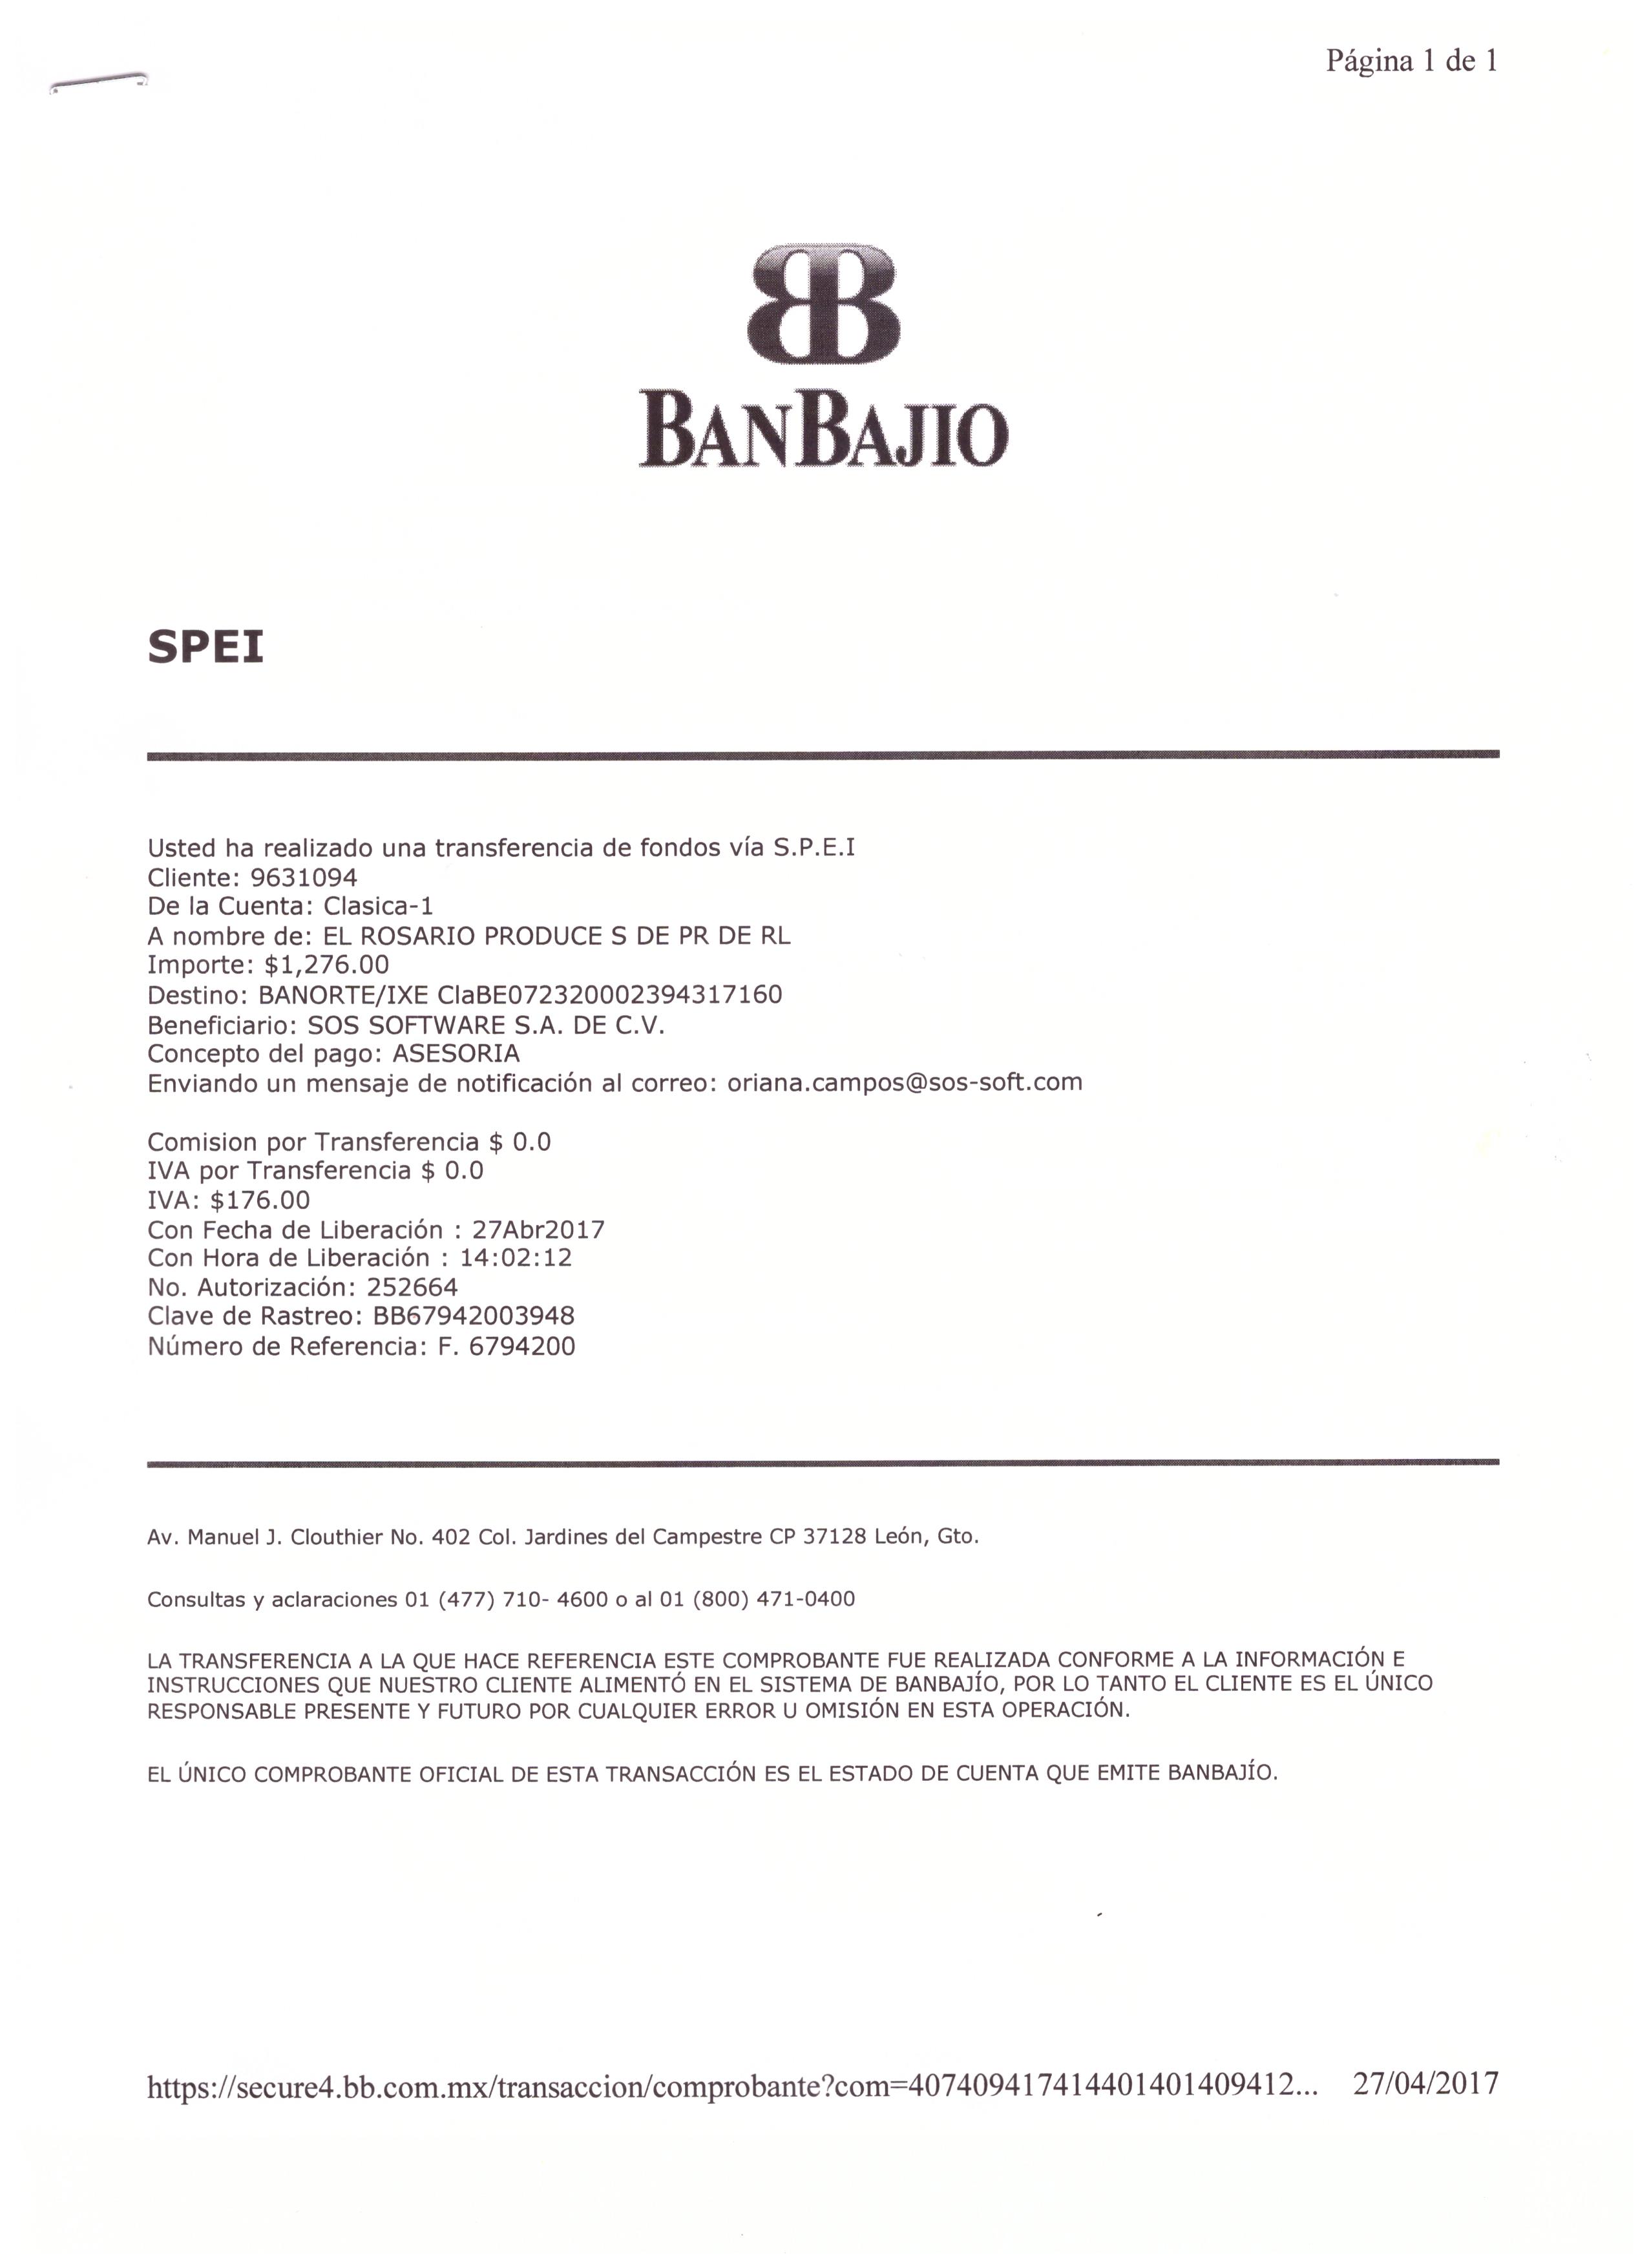 Página 1 de 1
BB
BANBAJIO
SPEI
Usted ha realizado una transferencia de fondos vía S.P.E.I
Cliente: 9631094
De la Cuenta: Clasica-1
A nombre de: EL ROSARIO PRODUCE S DE PR DE RL
Importe: $1,276.00
Destino: BANORTE/IXE ClaBE072320002394317160
Beneficiario: SOS SOFTWARE S.A. DE C.V.
Concepto del pago: ASESORIA
Enviando un mensaje de notificación al correo: oriana.campos@sos-soft.com
Comision por Transferencia $ 0.0
IVA por Transferencia $ 0.0
IVA: $176.00
Con Fecha de Liberación : 27Abr2017
Con Hora de Liberación : 14:02:12
No. Autorización: 252664
Clave de Rastreo: BB67942003948
Número de Referencia: F. 6794200
Av. Manuel J. Clouthier No. 402 Col. Jardines del Campestre CP 37128 León, Gto.
Consultas y aclaraciones 01 (477) 710- 4600 o al 01 (800) 471-0400
LA TRANSFERENCIA A LA QUE HACE REFERENCIA ESTE COMPROBANTE FUE REALIZADA CONFORME A LA INFORMACIÓN E
INSTRUCCIONES QUE NUESTRO CLIENTE ALIMENTÓ EN EL SISTEMA DE BANBAJÍO, POR LO TANTO EL CLIENTE ES EL ÚNICO
RESPONSABLE PRESENTE Y FUTURO POR CUALQUIER ERROR U OMISIÓN EN ESTA OPERACIÓN.
EL ÚNICO COMPROBANTE OFICIAL DE ESTA TRANSACCIÓN ES EL ESTADO DE CUENTA QUE EMITE BANBAJÍO.
https://secure4.bb.com.mx/transaccion/comprobante?com=407409417414401401409412... 27/04/2017